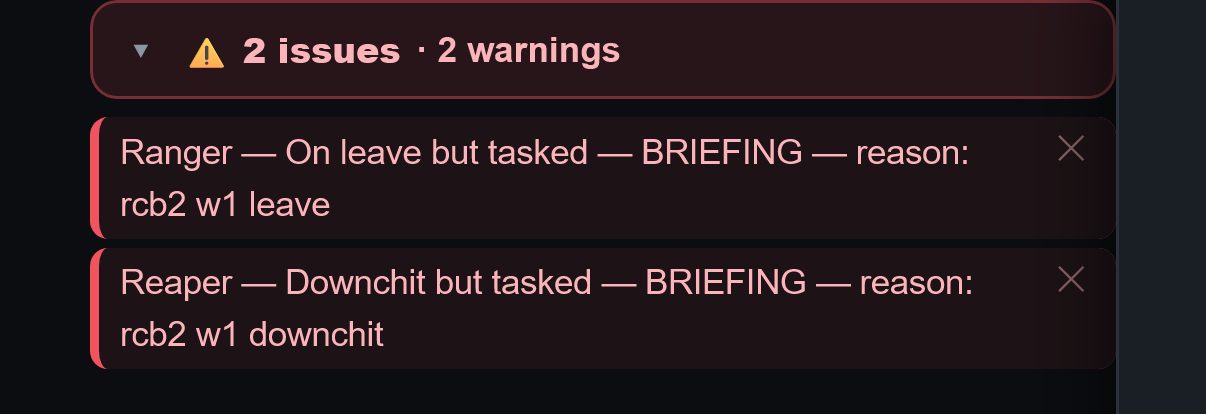 ▼ ⚠️ 2 issues · 2 warnings
Ranger — On leave but tasked — BRIEFING — reason:
rcb2 w1 leave
Reaper — Downchit but tasked — BRIEFING — reason:
rcb2 w1 downchit